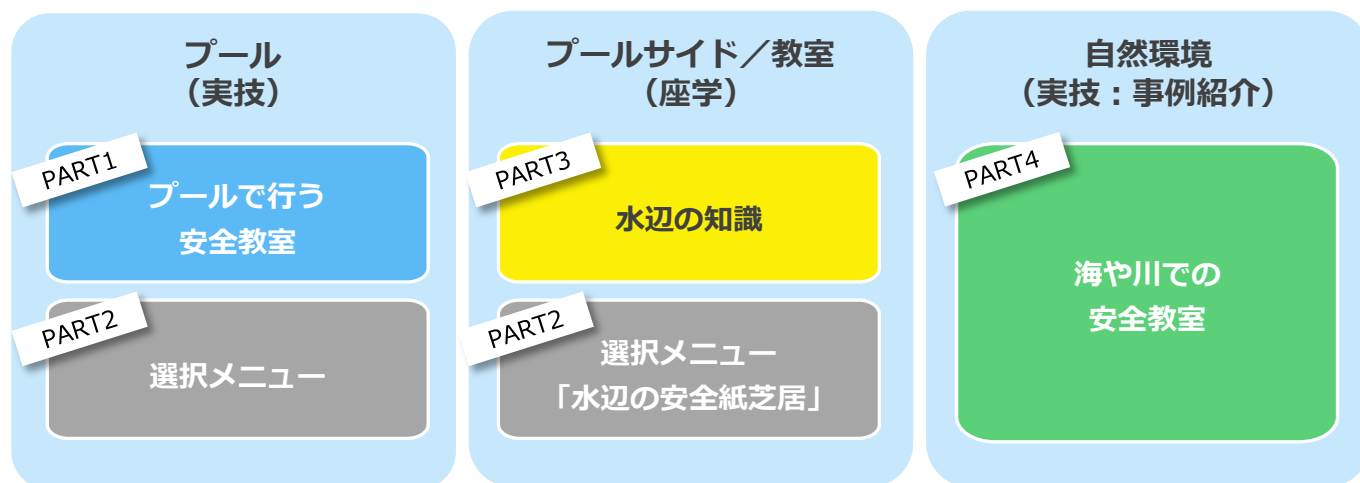 プール
（実技）
PART1
プールで行う
安全教室
PART2
選択メニュー
プールサイド／教室
（座学）
PART3
水辺の知識
PART2
選択メニュー
「水辺の安全紙芝居」
自然環境
（実技：事例紹介）
PART4
海や川での
安全教室